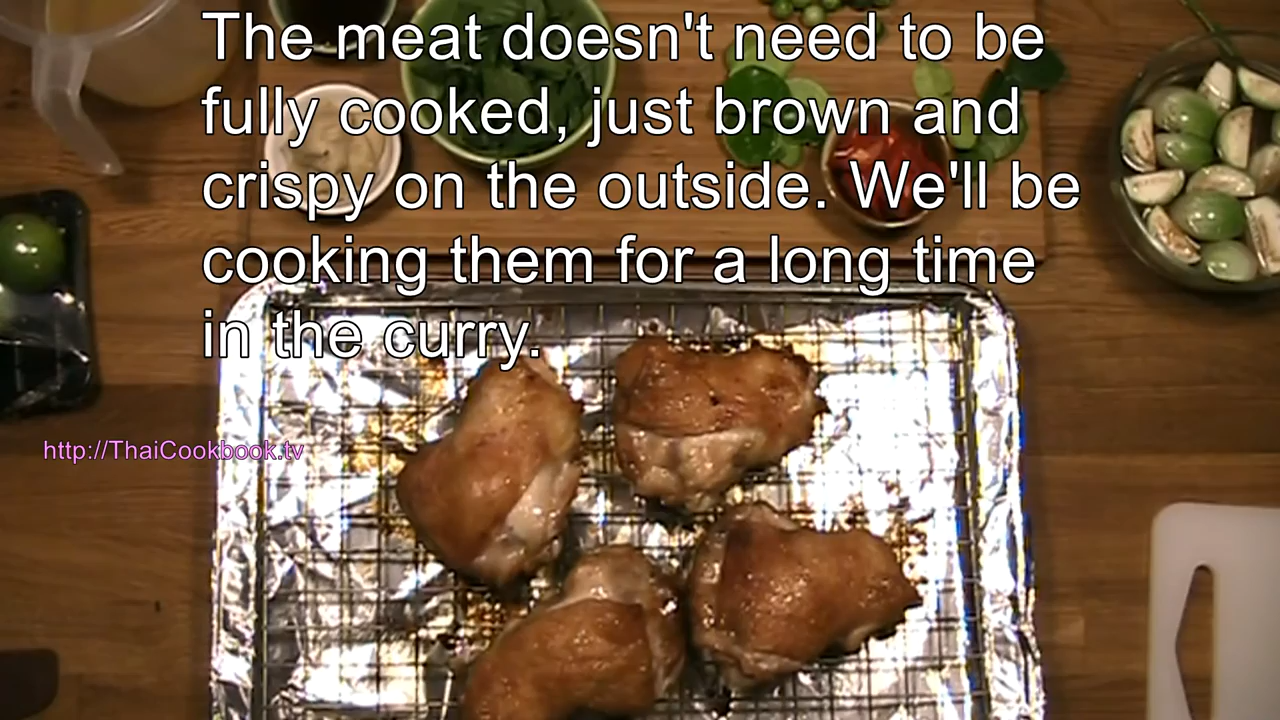 The meat doesn't need to be
fully cooked, just brown and
crispy on the outside. We'll be
cooking them for a long time
in the curry.
http://ThaiCookbook.tv